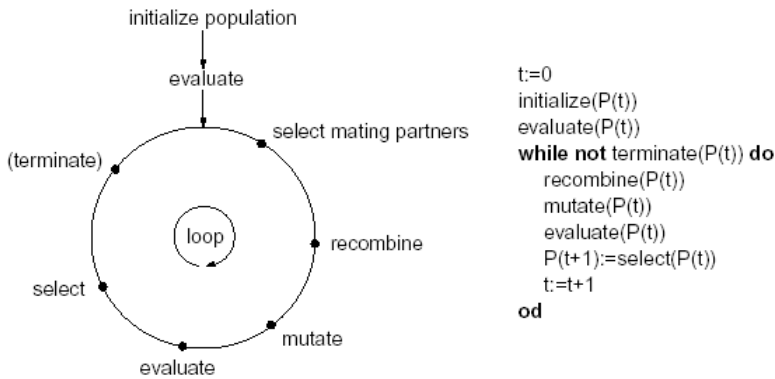 initialize population
evaluate
select mating partners
(terminate)
loop
recombine
select
mutate
evaluate
t:=0
initialize(P(t))
evaluate(P(t))
while not terminate(P(t)) do
recombine(P(t))
mutate(P(t))
evaluate(P(t))
P(t+1):=select(P(t))
t:=t+1
od